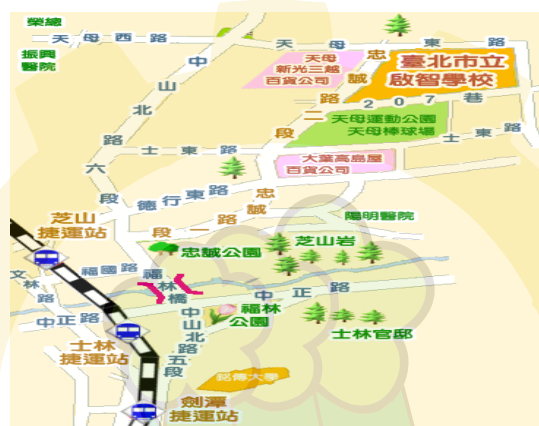 榮總
天母西路
天母東路
振興
醫院
中山北路六段
天母
新光三越
百貨公司
忠誠路二段
臺北市立
啟智學校
207巷
天母運動公園
天母棒球場
士東路
士東路
大葉高島屋
百貨公司
德行東路
忠誠路一段
陽明醫院
芝山
捷運站
忠誠公園
芝山岩
文林路
福國路
福林橋
中正路
中正路
福林
公園
中山北路五段
士林官邸
士林
捷運站
銘傳大學
劍潭
捷運站